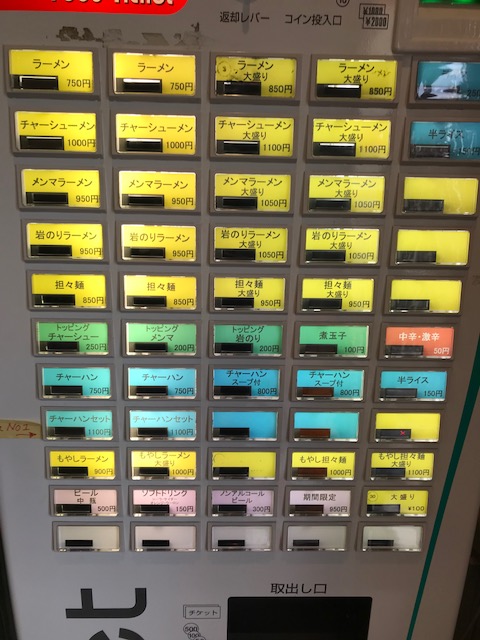 Ticket
返却レバー コイン投入口
¥1000
¥2000
ラーメン 750円
ラーメン 750円
ラーメン 大盛り 850円
ラーメン 大盛り 850円
チャーシューメン 1000円
チャーシューメン 1000円
チャーシューメン 大盛り 1100円
チャーシューメン 大盛り 1100円
半ライス
メンマラーメン 950円
メンマラーメン 950円
メンマラーメン 大盛り 1050円
メンマラーメン 大盛り 1050円
岩のりラーメン 950円
岩のりラーメン 950円
岩のりラーメン 大盛り 1050円
岩のりラーメン 大盛り 1050円
担々麺 850円
担々麺 850円
担々麺 大盛り 950円
担々麺 大盛り 950円
トッピング チャーシュー 250円
トッピング メンマ 200円
トッピング 岩のり 200円
煮玉子 100円
中辛・激辛 50円
チャーハン 750円
チャーハン 750円
チャーハン スープ付 800円
チャーハン スープ付 800円
半ライス 150円
No1
チャーハンセット 1100円
チャーハンセット 1100円
もやしラーメン 900円
もやしラーメン 大盛り 1000円
もやし担々麺 1000円
もやし担々麺 大盛り 1100円
ビール 中瓶 500円
ソフトドリンク 150円
ノンアルコール ビール 300円
期間限定 950円
大盛り ¥100
取出し口
チケット